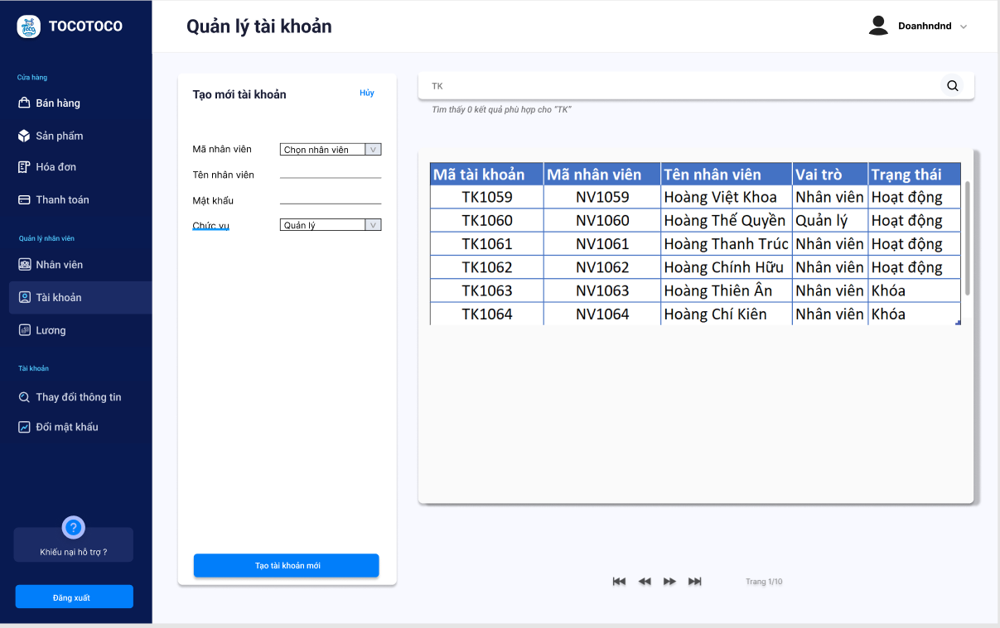 TOCOTOCO
Quản lý tài khoản
Doanhndnd
Cửa hàng
Bán hàng
Sản phẩm
Hóa đơn
Thanh toán
Quản lý nhân viên
Nhân viên
Tài khoản
Lương
Tài khoản
Thay đổi thông tin
Đổi mật khẩu
?
Khiếu nại hỗ trợ ?
Đăng xuất
Tạo mới tài khoản Hủy
Mã nhân viên Chọn nhân viên V
Tên nhân viên
Mật khẩu
Chức vụ Quản lý V
Tạo tài khoản mới
TK
Tìm thấy 0 kết quả phù hợp cho “TK”
Mã tài khoản Mã nhân viên Tên nhân viên Vai trò Trạng thái
TK1059 NV1059 Hoàng Việt Khoa Nhân viên Hoạt động
TK1060 NV1060 Hoàng Thế Quyền Quản lý Hoạt động
TK1061 NV1061 Hoàng Thanh Trúc Nhân viên Hoạt động
TK1062 NV1062 Hoàng Chính Hữu Nhân viên Hoạt động
TK1063 NV1063 Hoàng Thiên Ân Nhân viên Khóa
TK1064 NV1064 Hoàng Chí Kiên Nhân viên Khóa
Trang 1/10